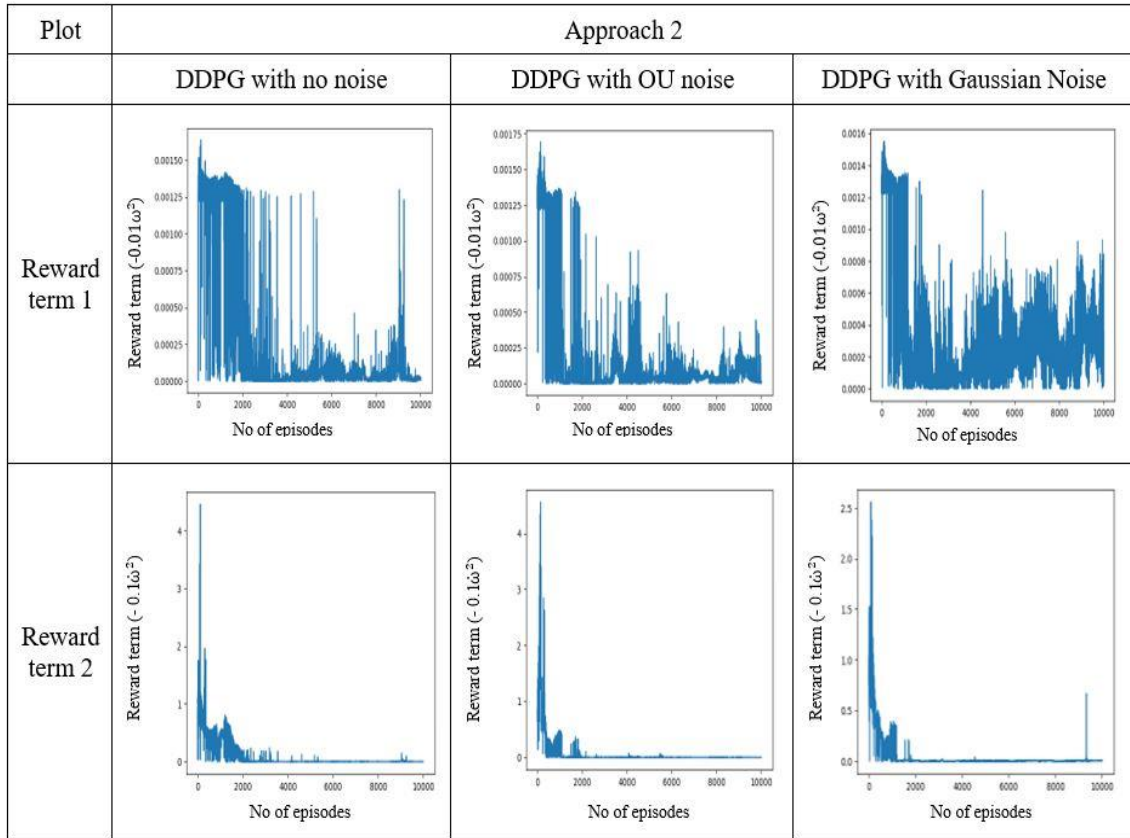 Plot
Approach 2
DDPG with no noise
DDPG with OU noise
DDPG with Gaussian Noise
Reward
term 1
Reward term (-0.01ω²)
0.00150
0.00125
0.00100
0.00075
0.00050
0.00025
0.00000
0 2000 4000 6000 8000 10000
No of episodes
Reward term (-0.01ω²)
0.00175
0.00150
0.00125
0.00100
0.00075
0.00050
0.00025
0.00000
0 2000 4000 6000 8000 10000
No of episodes
Reward term (-0.01ω²)
0.0016
0.0014
0.0012
0.0010
0.0008
0.0006
0.0004
0.0002
0.0000
0 2000 4000 6000 8000 10000
No of episodes
Reward
term 2
Reward term (- 0.1ω̇²)
4
3
2
1
0
0 2000 4000 6000 8000 10000
No of episodes
Reward term (- 0.1ω̇²)
4
3
2
1
0
0 2000 4000 6000 8000 10000
No of episodes
Reward term (- 0.1ω̇²)
2.5
2.0
1.5
1.0
0.5
0.0
0 2000 4000 6000 8000 10000
No of episodes